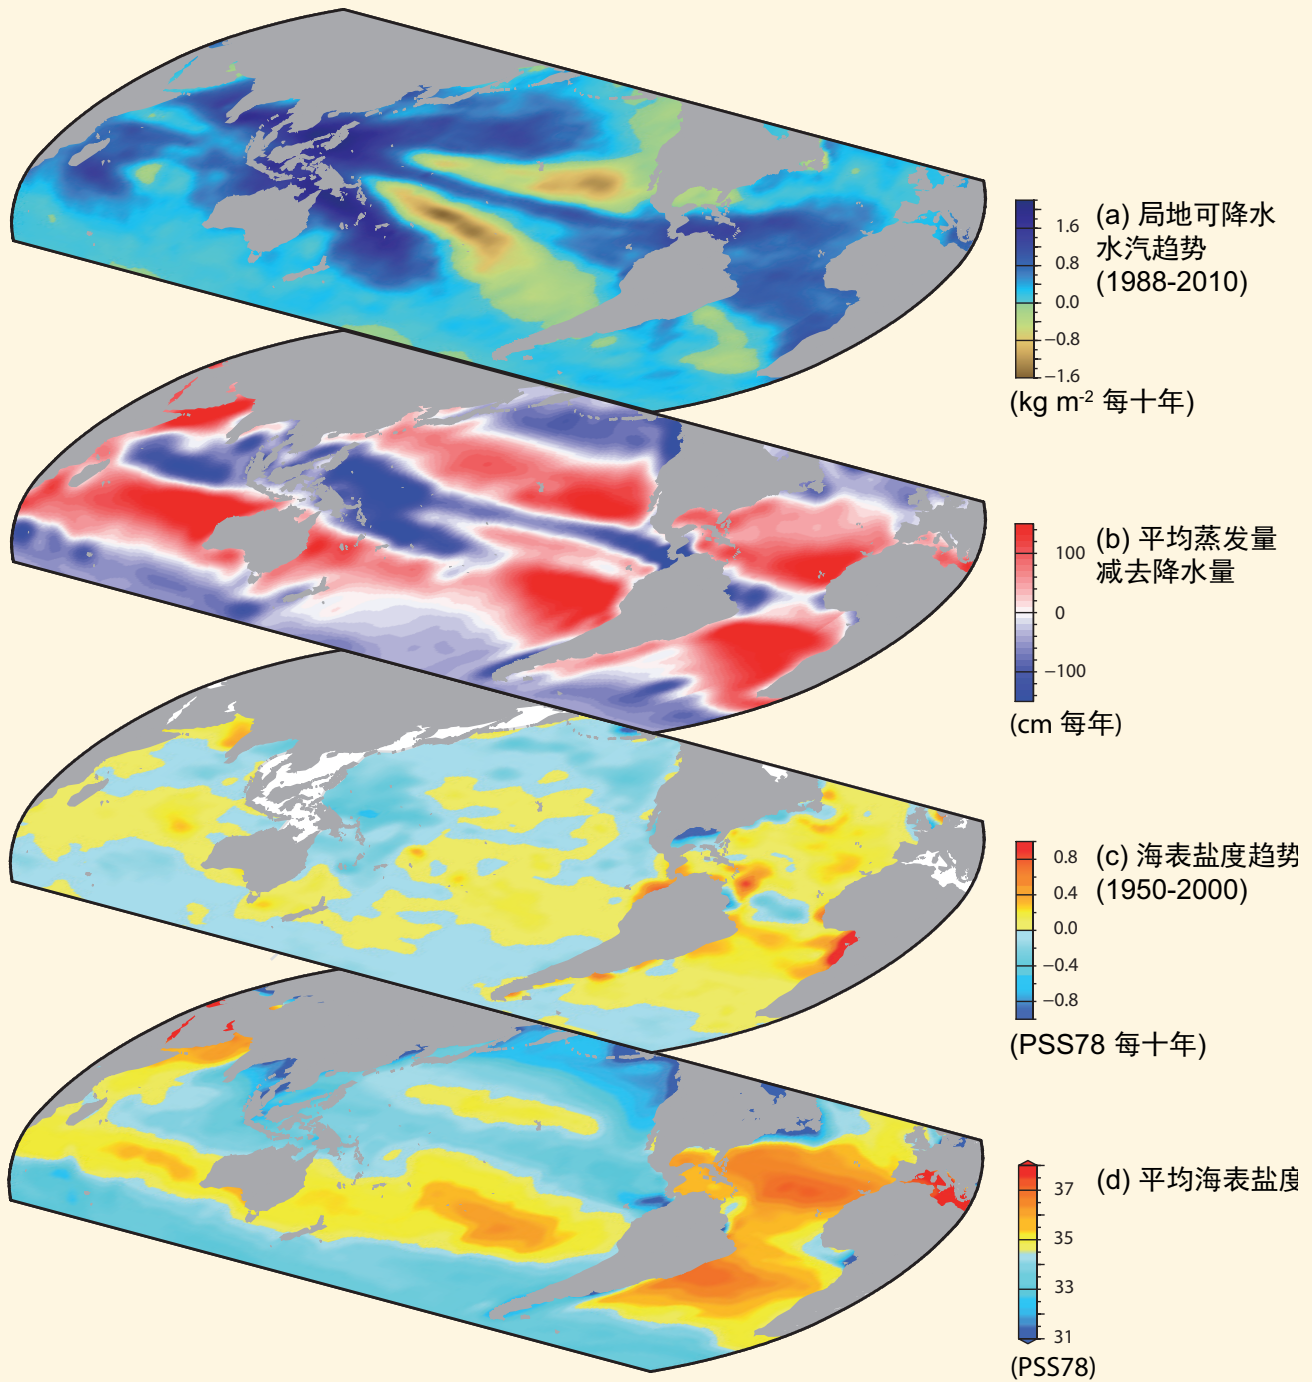 1.6
0.8
0.0
−0.8
−1.6
(a) 局地可降水
水汽趋势
(1988-2010)
(kg m-2 每十年)
100
0
−100
(b) 平均蒸发量
减去降水量
(cm 每年)
0.8
0.4
0.0
−0.4
−0.8
(c) 海表盐度趋势
(1950-2000)
(PSS78 每十年)
37
35
33
31
(d) 平均海表盐度
(PSS78)